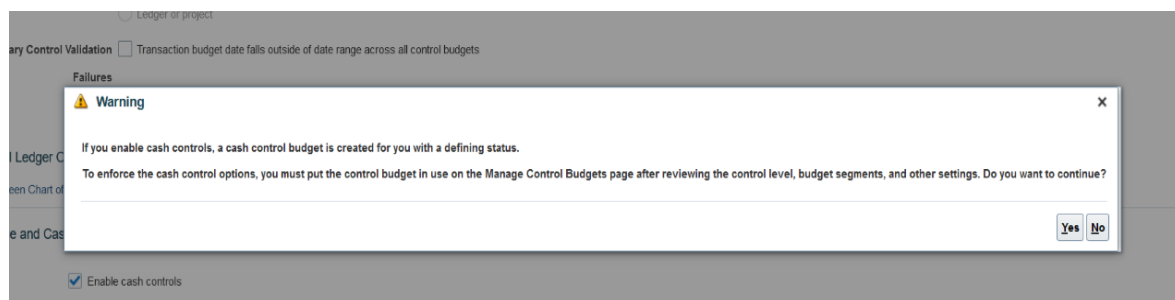 Ledger or project
ary Control Validation Transaction budget date falls outside of date range across all control budgets
Failures
Warning
If you enable cash controls, a cash control budget is created for you with a defining status.
To enforce the cash control options, you must put the control budget in use on the Manage Control Budgets page after reviewing the control level, budget segments, and other settings. Do you want to continue?
l Ledger C
een Chart of
Yes No
e and Cas
Enable cash controls